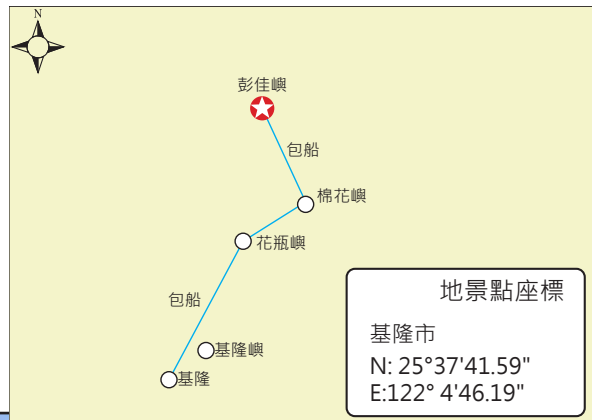 N
彭佳嶼
包船
棉花嶼
花瓶嶼
包船
基隆嶼
基隆
地景點座標
基隆市
N: 25°37'41.59"
E:122° 4'46.19"